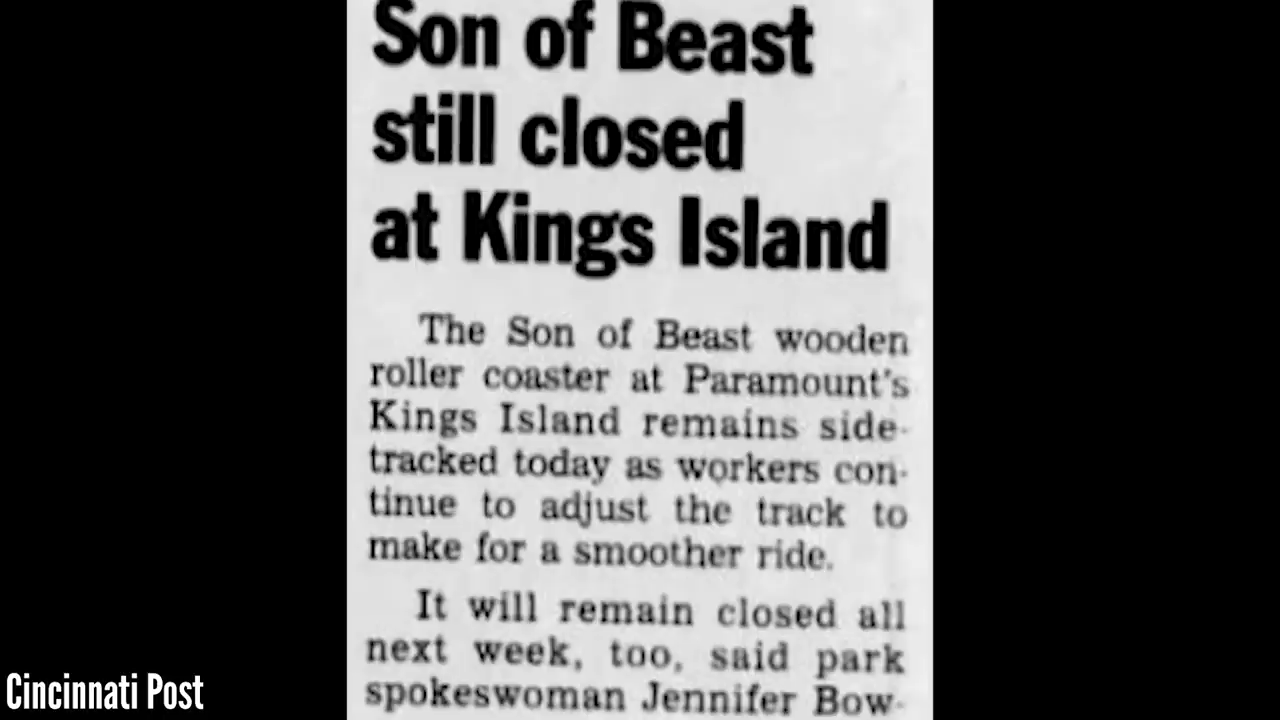 Son of Beast
still closed
at Kings Island
The Son of Beast wooden
roller coaster at Paramount's
Kings Island remains side-
tracked today as workers con-
tinue to adjust the track to
make for a smoother ride.
It will remain closed all
next week, too, said park
spokeswoman Jennifer Bow-
Cincinnati Post